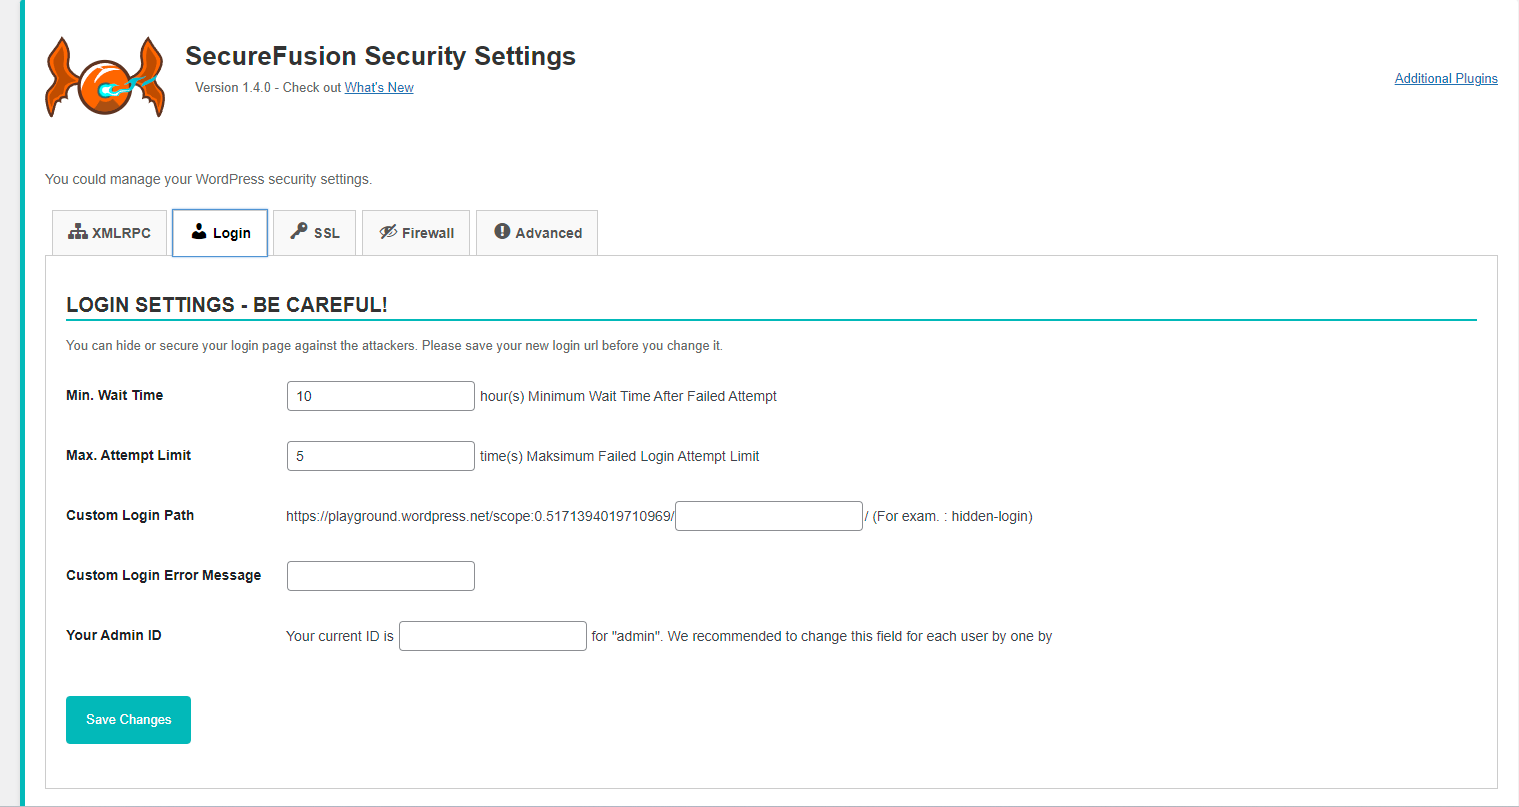 SecureFusion Security Settings
Version 1.4.0 - Check out What's New
Additional Plugins
You could manage your WordPress security settings.
XMLRPC Login SSL Firewall Advanced
LOGIN SETTINGS - BE CAREFUL!
You can hide or secure your login page against the attackers. Please save your new login url before you change it.
Min. Wait Time 10 hour(s) Minimum Wait Time After Failed Attempt
Max. Attempt Limit 5 time(s) Maksimum Failed Login Attempt Limit
Custom Login Path https://playground.wordpress.net/scope:0.5171394019710969/ / (For exam. : hidden-login)
Custom Login Error Message
Your Admin ID Your current ID is for "admin". We recommended to change this field for each user by one by
Save Changes